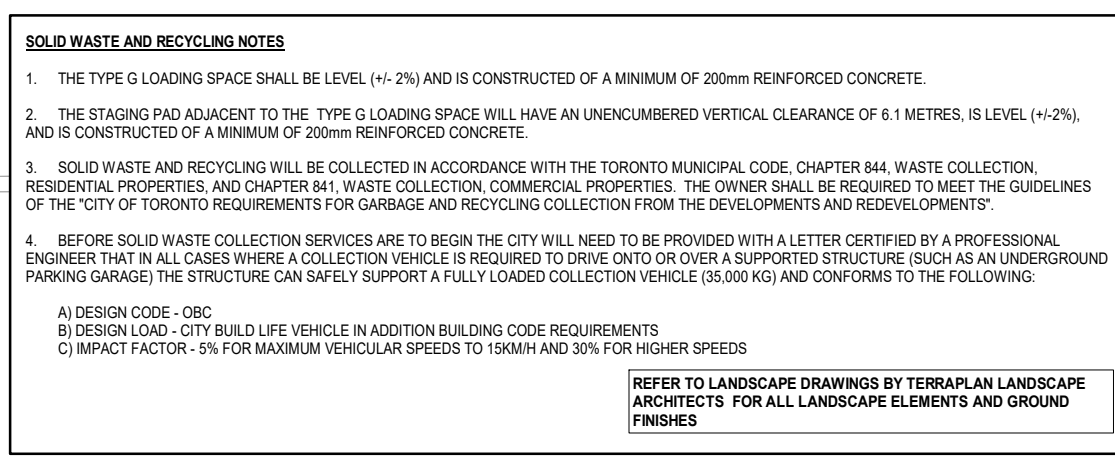 SOLID WASTE AND RECYCLING NOTES
1. THE TYPE G LOADING SPACE SHALL BE LEVEL (+/- 2%) AND IS CONSTRUCTED OF A MINIMUM OF 200mm REINFORCED CONCRETE.
2. THE STAGING PAD ADJACENT TO THE TYPE G LOADING SPACE WILL HAVE AN UNENCUMBERED VERTICAL CLEARANCE OF 6.1 METRES, IS LEVEL (+/-2%),
AND IS CONSTRUCTED OF A MINIMUM OF 200mm REINFORCED CONCRETE.
3. SOLID WASTE AND RECYCLING WILL BE COLLECTED IN ACCORDANCE WITH THE TORONTO MUNICIPAL CODE, CHAPTER 844, WASTE COLLECTION,
RESIDENTIAL PROPERTIES, AND CHAPTER 841, WASTE COLLECTION, COMMERCIAL PROPERTIES. THE OWNER SHALL BE REQUIRED TO MEET THE GUIDELINES
OF THE "CITY OF TORONTO REQUIREMENTS FOR GARBAGE AND RECYCLING COLLECTION FROM THE DEVELOPMENTS AND REDEVELOPMENTS".
4. BEFORE SOLID WASTE COLLECTION SERVICES ARE TO BEGIN THE CITY WILL NEED TO BE PROVIDED WITH A LETTER CERTIFIED BY A PROFESSIONAL
ENGINEER THAT IN ALL CASES WHERE A COLLECTION VEHICLE IS REQUIRED TO DRIVE ONTO OR OVER A SUPPORTED STRUCTURE (SUCH AS AN UNDERGROUND
PARKING GARAGE) THE STRUCTURE CAN SAFELY SUPPORT A FULLY LOADED COLLECTION VEHICLE (35,000 KG) AND CONFORMS TO THE FOLLOWING:
A) DESIGN CODE - OBC
B) DESIGN LOAD - CITY BUILD LIFE VEHICLE IN ADDITION BUILDING CODE REQUIREMENTS
C) IMPACT FACTOR - 5% FOR MAXIMUM VEHICULAR SPEEDS TO 15KM/H AND 30% FOR HIGHER SPEEDS
REFER TO LANDSCAPE DRAWINGS BY TERRAPLAN LANDSCAPE
ARCHITECTS FOR ALL LANDSCAPE ELEMENTS AND GROUND
FINISHES